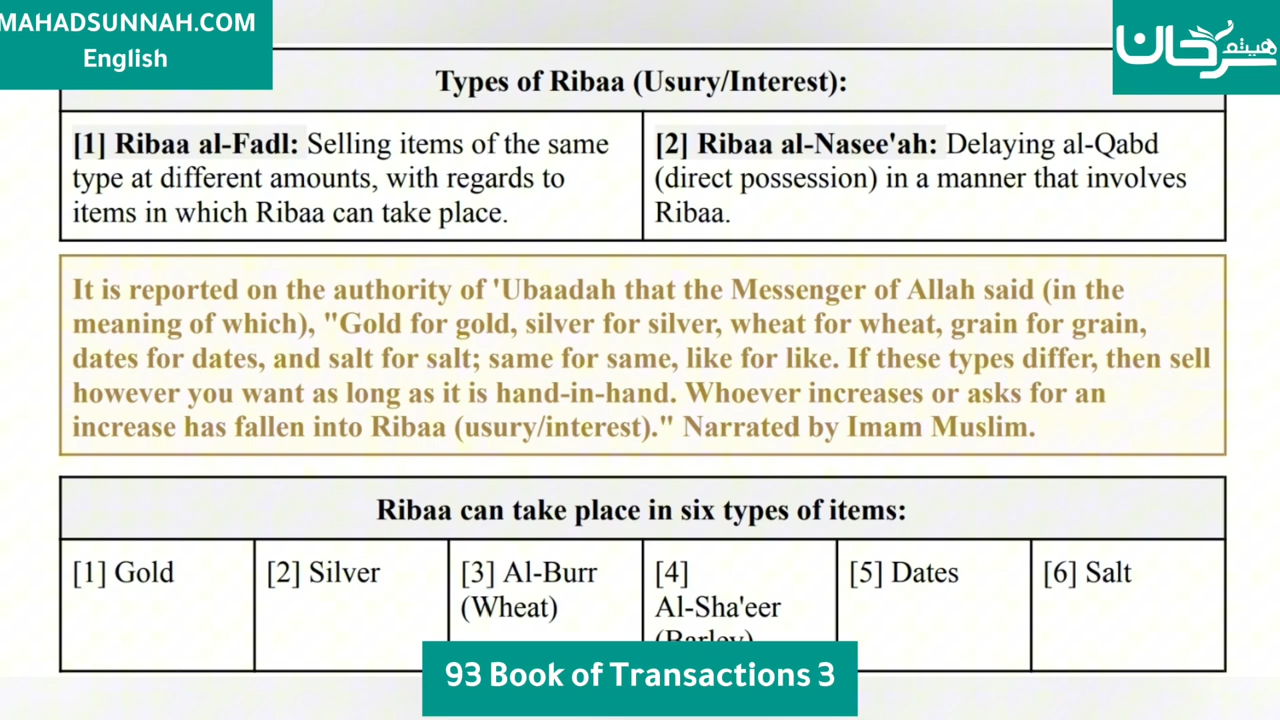 MAHADSUNNAH.COM
English
هيثم
سرحان
Types of Ribaa (Usury/Interest):
[1] Ribaa al-Fadl: Selling items of the same
type at different amounts, with regards to
items in which Ribaa can take place.
[2] Ribaa al-Nasee'ah: Delaying al-Qabd
(direct possession) in a manner that involves
Ribaa.
It is reported on the authority of 'Ubaadah that the Messenger of Allah said (in the
meaning of which), "Gold for gold, silver for silver, wheat for wheat, grain for grain,
dates for dates, and salt for salt; same for same, like for like. If these types differ, then sell
however you want as long as it is hand-in-hand. Whoever increases or asks for an
increase has fallen into Ribaa (usury/interest)." Narrated by Imam Muslim.
Ribaa can take place in six types of items:
[1] Gold
[2] Silver
[3] Al-Burr
(Wheat)
[4]
Al-Sha'eer
(Barley)
[5] Dates
[6] Salt
93 Book of Transactions 3